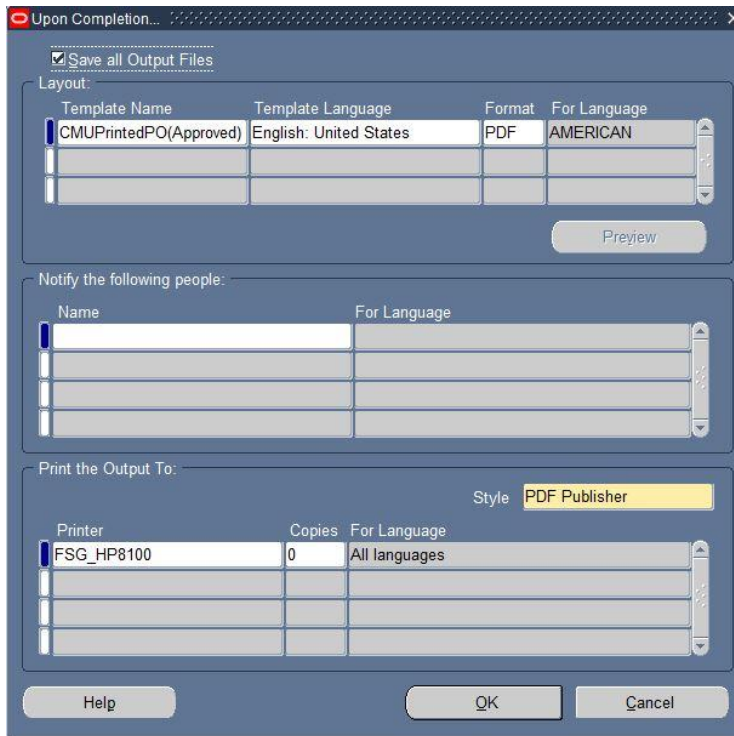 Upon Completion...
Save all Output Files
Layout:
Template Name Template Language Format For Language
CMUPrintedPO(Approved) English: United States PDF AMERICAN
Preview
Notify the following people:
Name For Language
Print the Output To:
Style PDF Publisher
Printer Copies For Language
FSG_HP8100 0 All languages
Help OK Cancel